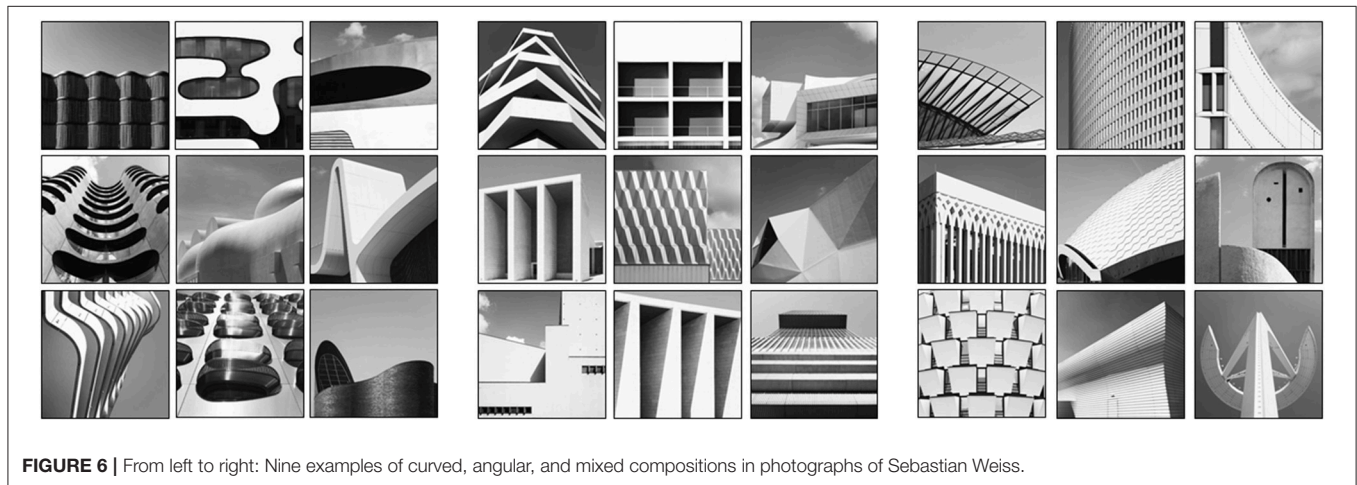 FIGURE 6 | From left to right: Nine examples of curved, angular, and mixed compositions in photographs of Sebastian Weiss.